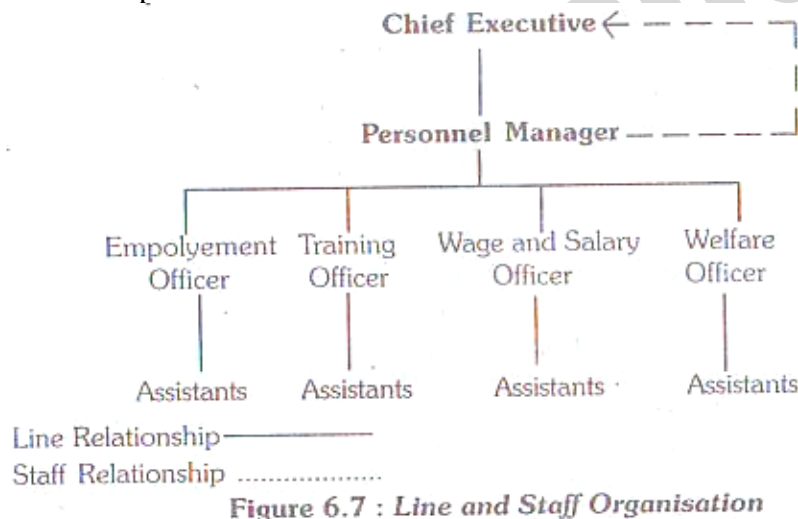 Chief Executive
Personnel Manager
Empolyement Training Wage and Salary Welfare
Officer Officer Officer Officer
Assistants Assistants Assistants Assistants
Line Relationship
Staff Relationship ....................
Figure 6.7 : Line and Staff Organisation